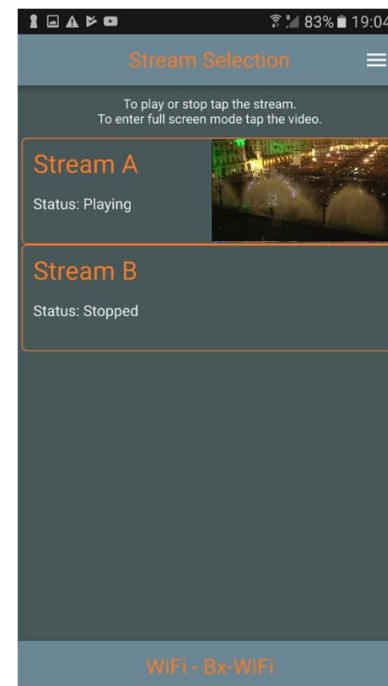 83% 19:04
Stream Selection
To play or stop tap the stream.
To enter full screen mode tap the video.
Stream A
Status: Playing
Stream B
Status: Stopped
WiFi - Bx-WiFi